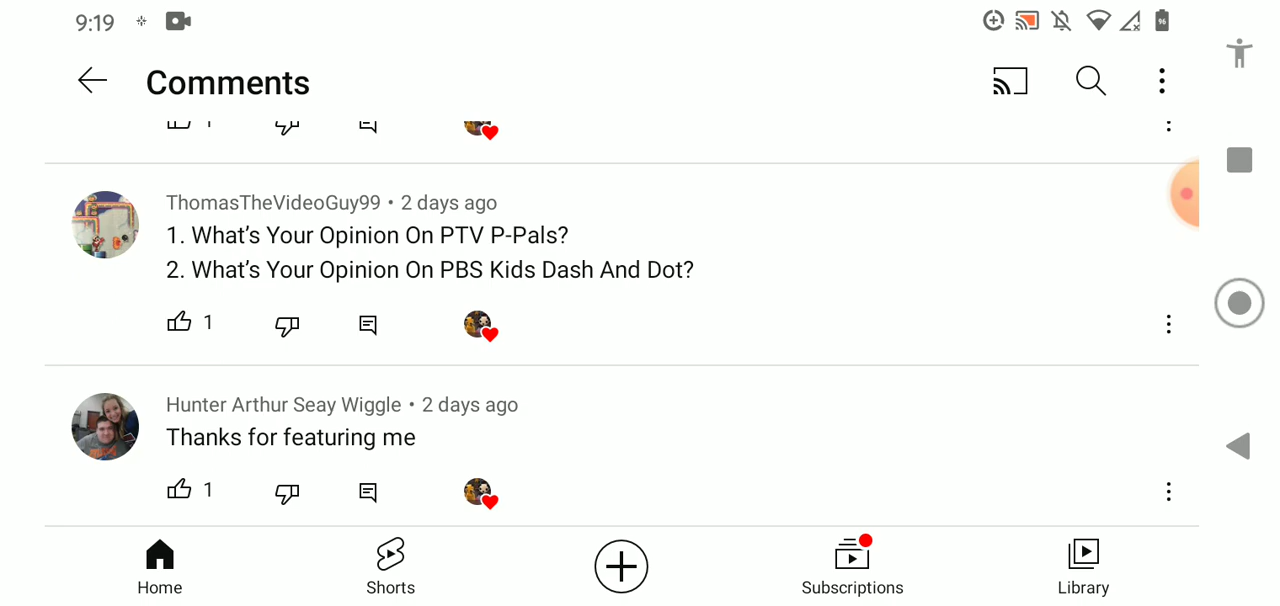 9:19
96
Comments
1
ThomasTheVideoGuy99 • 2 days ago
1. What’s Your Opinion On PTV P-Pals?
2. What’s Your Opinion On PBS Kids Dash And Dot?
1
Hunter Arthur Seay Wiggle • 2 days ago
Thanks for featuring me
1
Home
Shorts
Subscriptions
Library